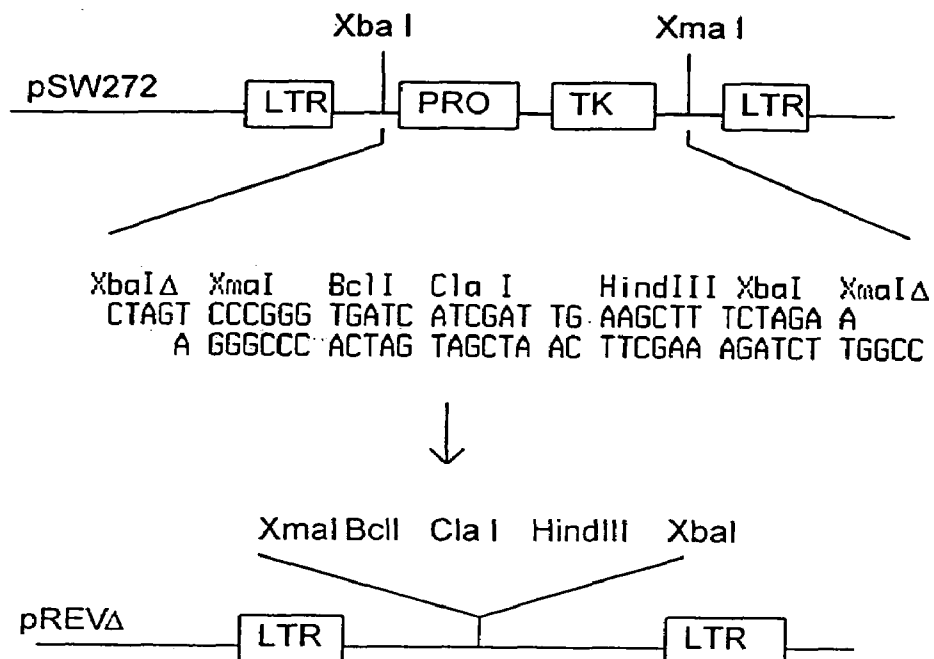 Xba I Xma I
pSW272 LTR PRO TK LTR
XbaIΔ XmaI BclI Cla I HindIII XbaI XmaIΔ
CTAGT CCCGGG TGATC ATCGAT TG AAGCTT TCTAGA A
A GGGCCC ACTAG TAGCTA AC TTCGAA AGATCT TGGCC
XmaI BclI Cla I HindIII XbaI
pREVΔ LTR LTR